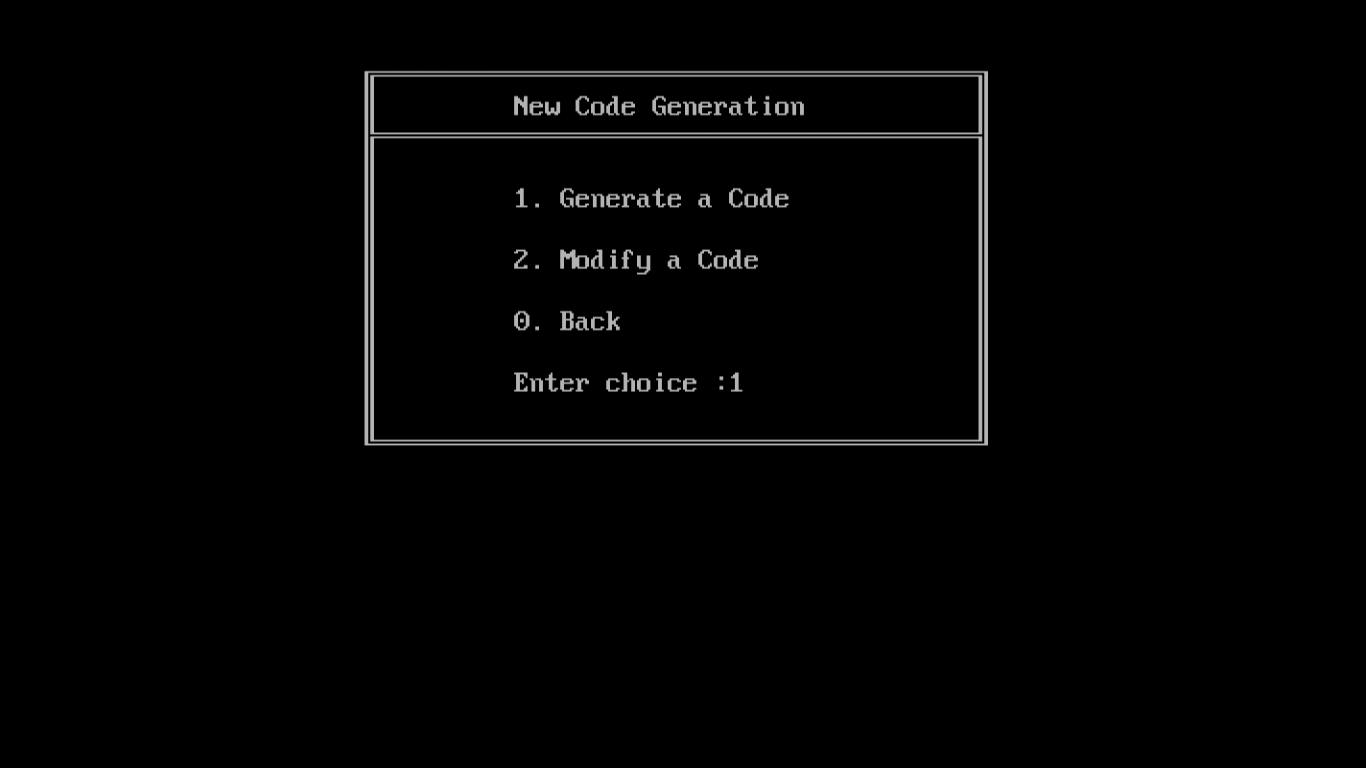 New Code Generation
1. Generate a Code
2. Modify a Code
0. Back
Enter choice :1